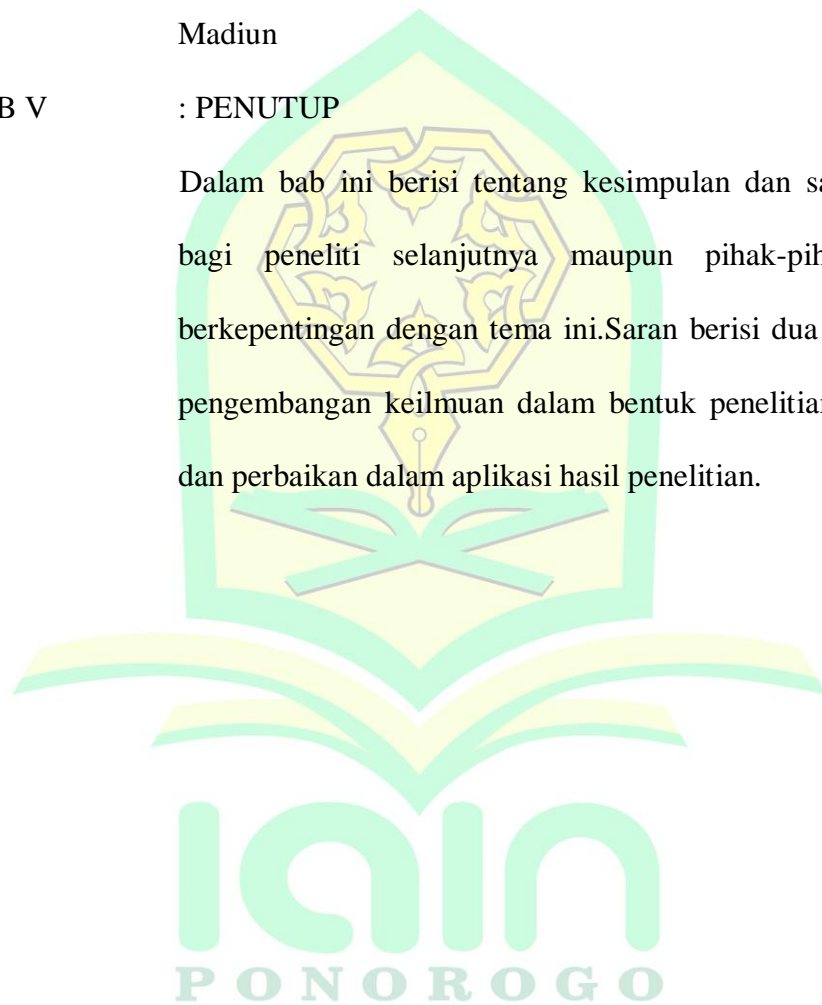 Madiun
B V : PENUTUP
Dalam bab ini berisi tentang kesimpulan dan sa
bagi peneliti selanjutnya maupun pihak-pih
berkepentingan dengan tema ini.Saran berisi dua
pengembangan keilmuan dalam bentuk penelitian
dan perbaikan dalam aplikasi hasil penelitian.
iain
PONOROGO